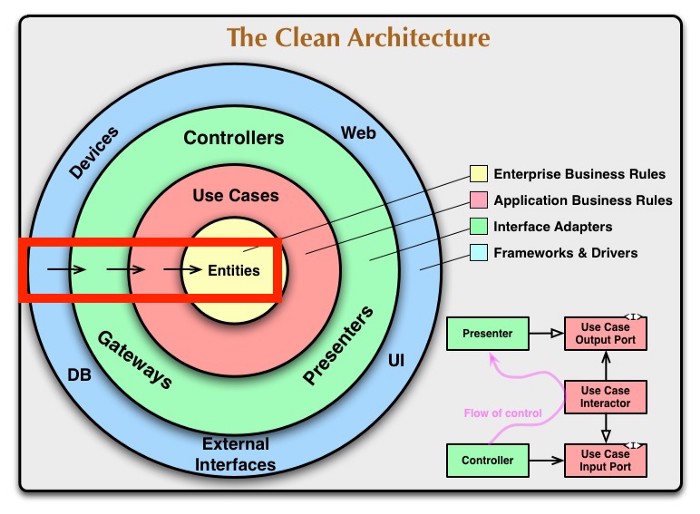 The Clean Architecture
Devices
Web
Controllers
Use Cases
Entities
Gateways
Presenters
DB
UI
External
Interfaces
Enterprise Business Rules
Application Business Rules
Interface Adapters
Frameworks & Drivers
Presenter
<I>
Use Case
Output Port
Flow of control
Use Case
Interactor
Controller
<I>
Use Case
Input Port